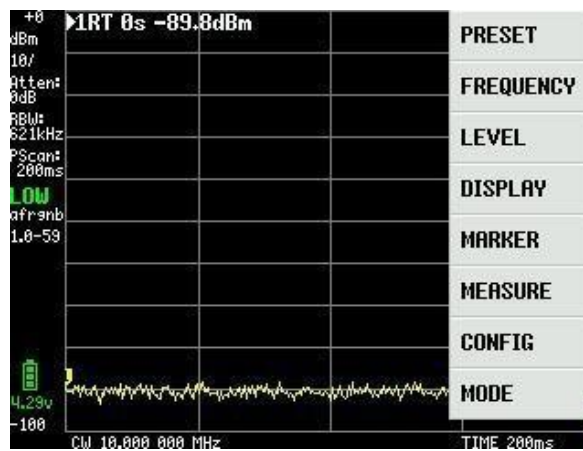 +0
dBm
10/
Atten:
0dB
RBW:
621kHz
PScan:
200ms
LOW
afrgnb
1.0-59
4.29v
-100
1RT 0s -89.8dBm
PRESET
FREQUENCY
LEVEL
DISPLAY
MARKER
MEASURE
CONFIG
MODE
CW 10.000 000 MHz
TIME 200ms